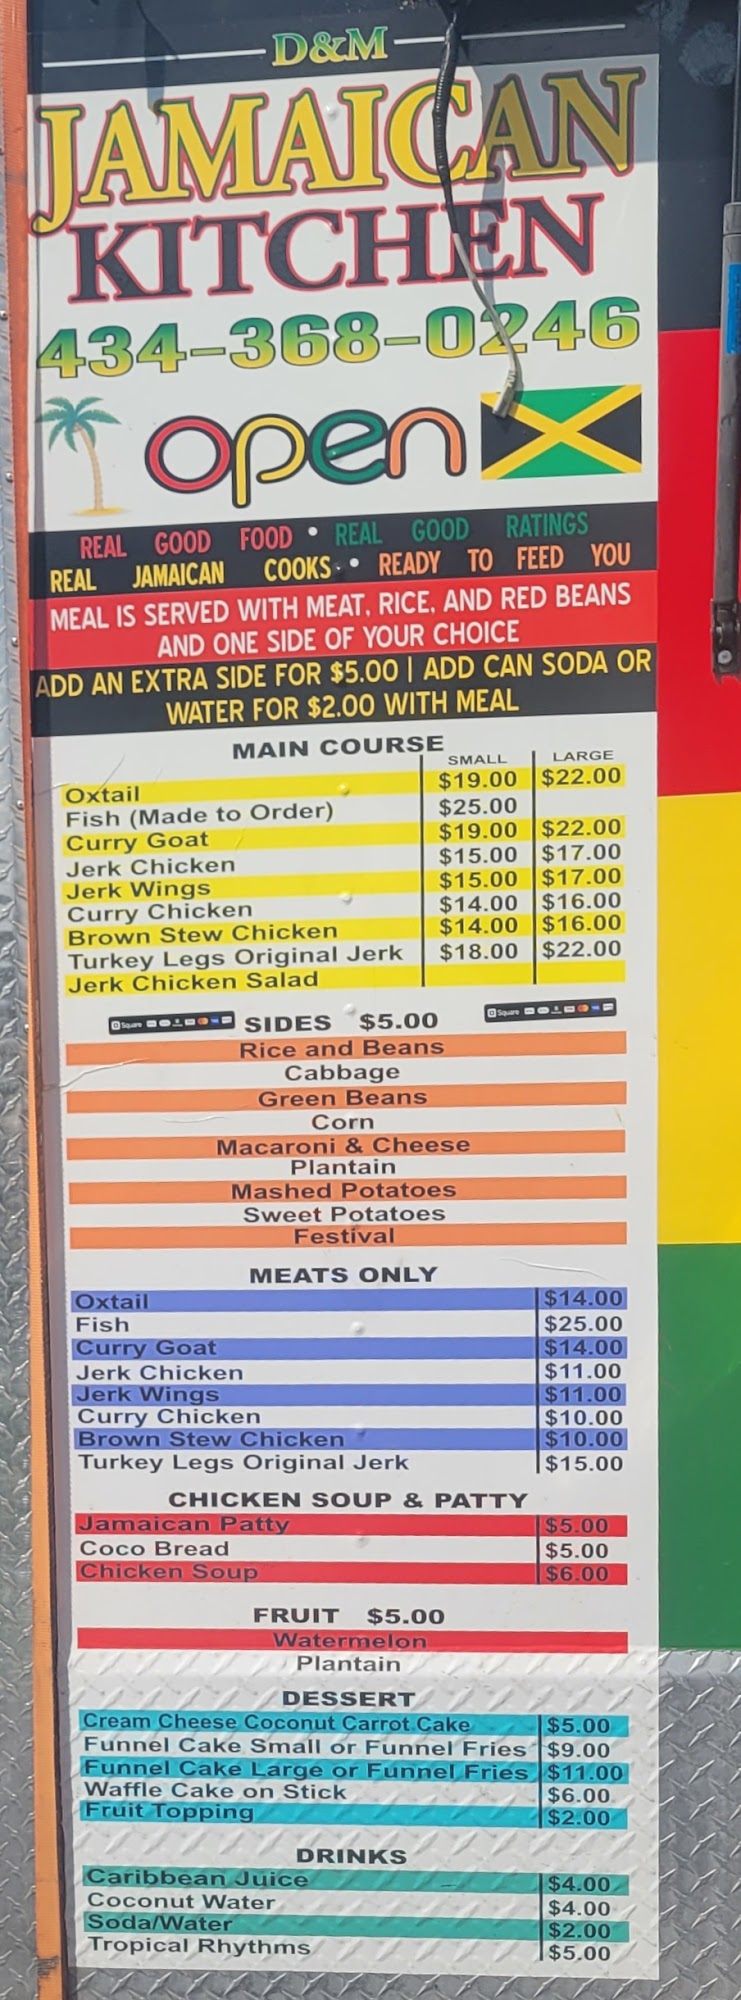 D&M
JAMAICAN
KITCHEN
434-368-0246
open
REAL GOOD FOOD • REAL GOOD RATINGS
REAL JAMAICAN COOKS • READY TO FEED YOU
MEAL IS SERVED WITH MEAT, RICE, AND RED BEANS
AND ONE SIDE OF YOUR CHOICE
ADD AN EXTRA SIDE FOR $5.00 | ADD CAN SODA OR
WATER FOR $2.00 WITH MEAL
MAIN COURSE
SMALL LARGE
Oxtail $19.00 $22.00
Fish (Made to Order) $25.00
Curry Goat $19.00 $22.00
Jerk Chicken $15.00 $17.00
Jerk Wings $15.00 $17.00
Curry Chicken $14.00 $16.00
Brown Stew Chicken $14.00 $16.00
Turkey Legs Original Jerk $18.00 $22.00
Jerk Chicken Salad
Square SIDES $5.00 Square
Rice and Beans
Cabbage
Green Beans
Corn
Macaroni & Cheese
Plantain
Mashed Potatoes
Sweet Potatoes
Festival
MEATS ONLY
Oxtail $14.00
Fish $25.00
Curry Goat $14.00
Jerk Chicken $11.00
Jerk Wings $11.00
Curry Chicken $10.00
Brown Stew Chicken $10.00
Turkey Legs Original Jerk $15.00
CHICKEN SOUP & PATTY
Jamaican Patty $5.00
Coco Bread $5.00
Chicken Soup $6.00
FRUIT $5.00
Watermelon
Plantain
DESSERT
Cream Cheese Coconut Carrot Cake $5.00
Funnel Cake Small or Funnel Fries $9.00
Funnel Cake Large or Funnel Fries $11.00
Waffle Cake on Stick $6.00
Fruit Topping $2.00
DRINKS
Caribbean Juice $4.00
Coconut Water $4.00
Soda/Water $2.00
Tropical Rhythms $5.00